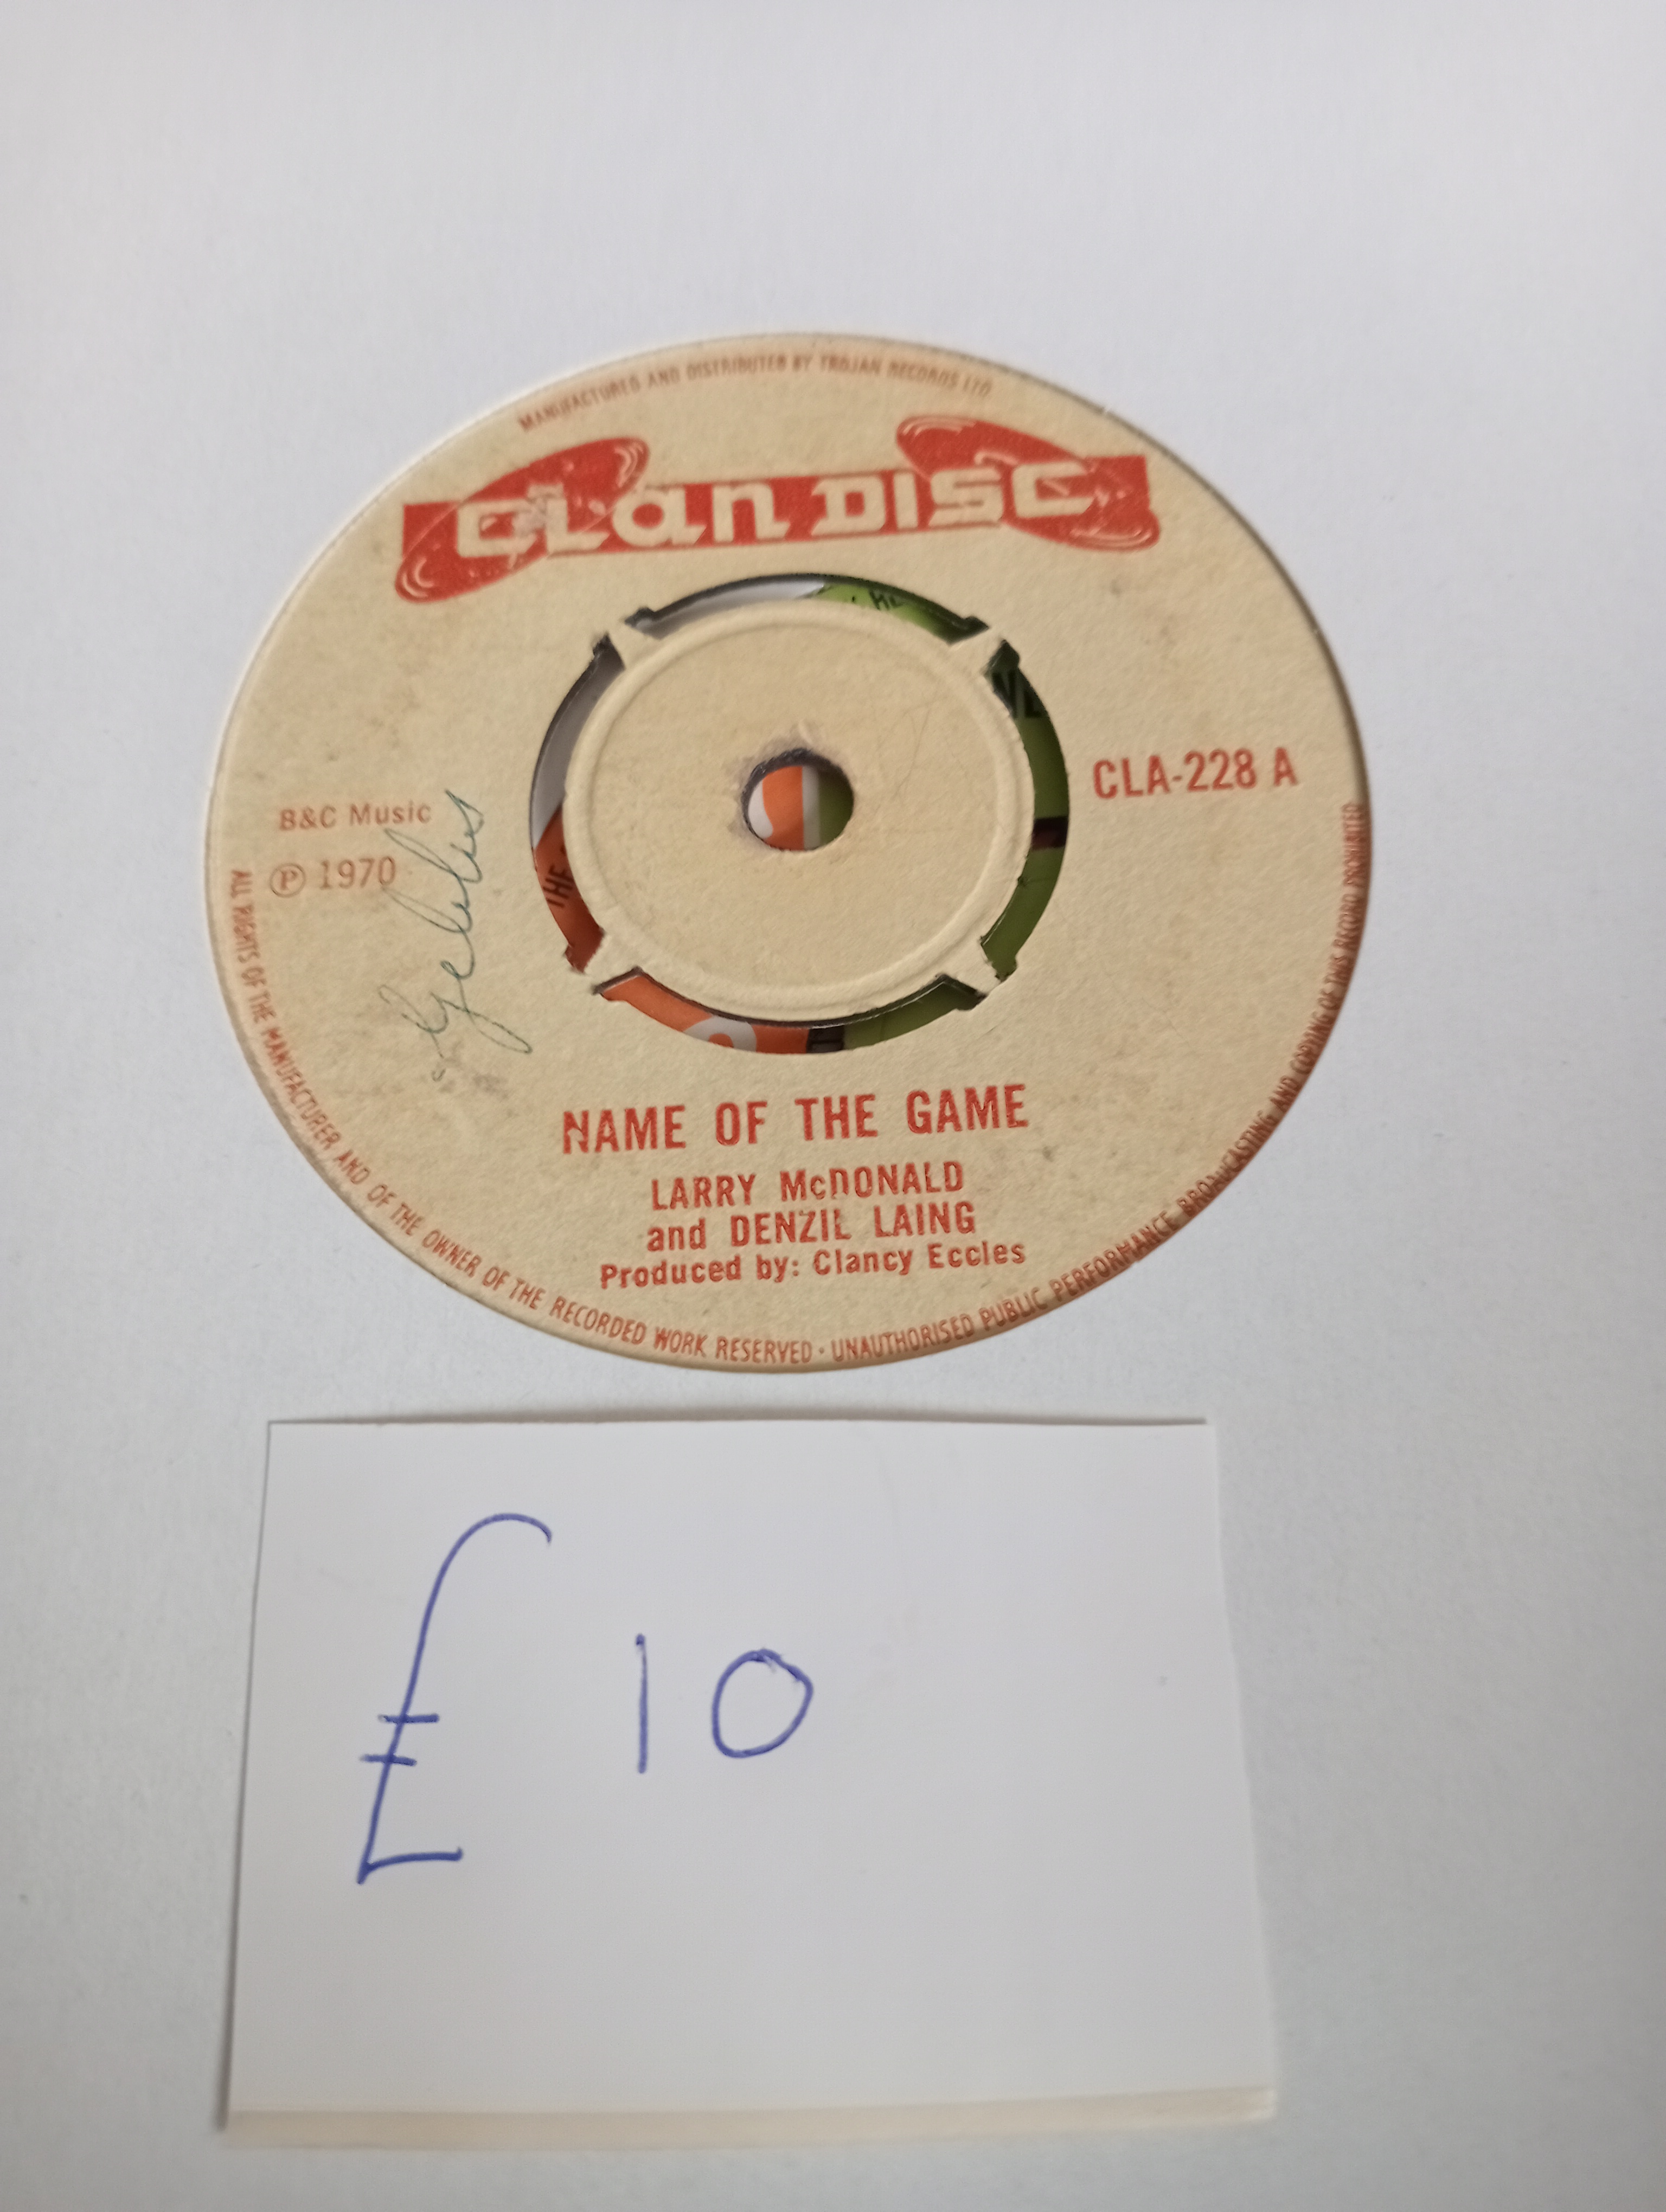 MANUFACTURED AND DISTRIBUTED BY TROJAN RECORDS LTD
CLanDISC
CLA-228 A
B&C Music
℗ 1970
NAME OF THE GAME
LARRY McDONALD
and DENZIL LAING
Produced by: Clancy Eccles
ALL RIGHTS OF THE MANUFACTURER AND OF THE OWNER OF THE RECORDED WORK RESERVED · UNAUTHORISED PUBLIC PERFORMANCE BROADCASTING AND COPYING OF THIS RECORD PROHIBITED
THE
£10